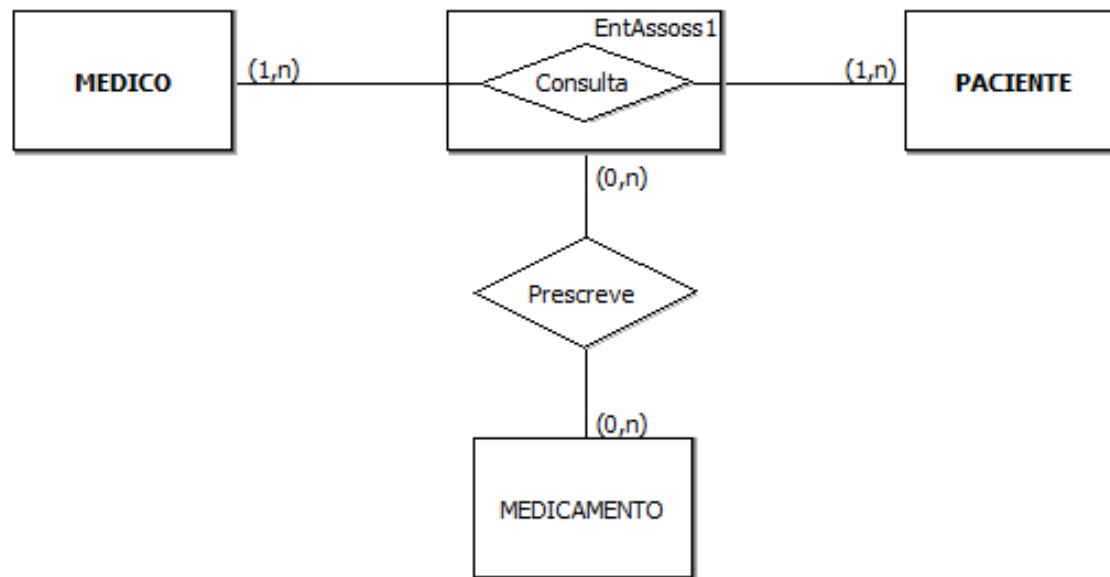 EntAssoss1
MEDICO
(1,n)
Consulta
(1,n)
PACIENTE
(0,n)
Prescreve
(0,n)
MEDICAMENTO